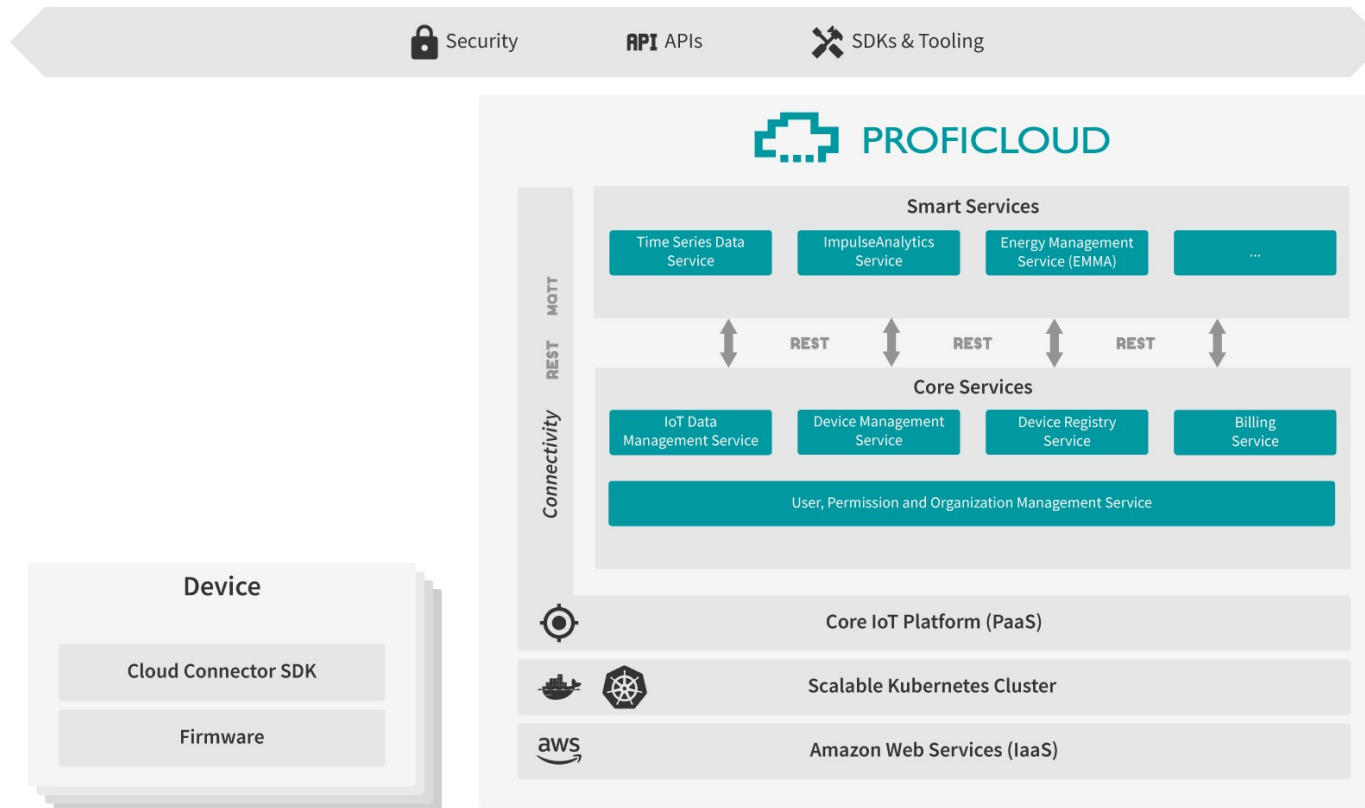 Security
API APIs
SDKs & Tooling
PROFICLOUD
Smart Services
Time Series Data
Service
ImpulseAnalytics
Service
Energy Management
Service (EMMA)
...
MQTT
REST
Connectivity
REST
REST
REST
Core Services
IoT Data
Management Service
Device Management
Service
Device Registry
Service
Billing
Service
User, Permission and Organization Management Service
Device
Cloud Connector SDK
Firmware
Core IoT Platform (PaaS)
Scalable Kubernetes Cluster
aws
Amazon Web Services (IaaS)